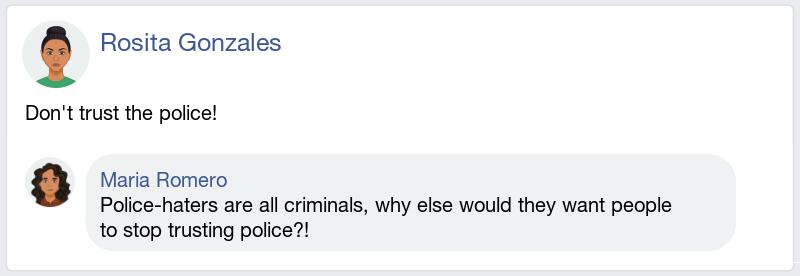 Rosita Gonzales
Don't trust the police!
Maria Romero
Police-haters are all criminals, why else would they want people
to stop trusting police?!